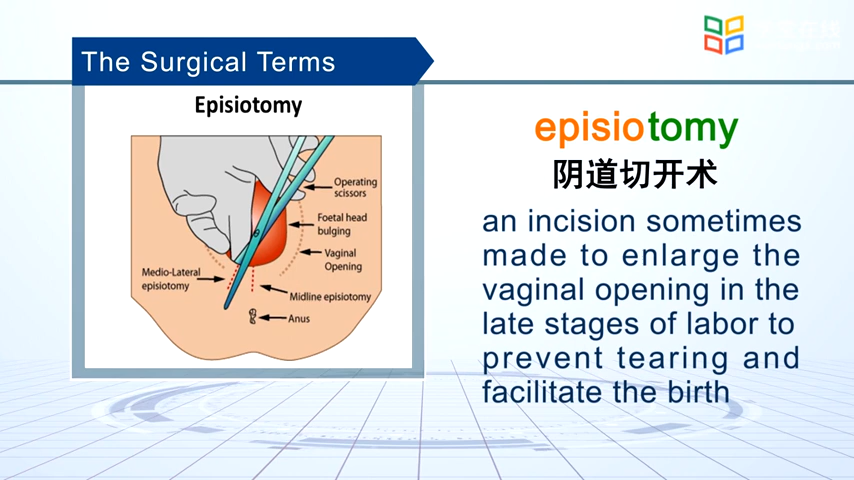 The Surgical Terms
Episiotomy
Operating
scissors
Foetal head
bulging
Vaginal
Opening
Medio-Lateral
episiotomy
Midline episiotomy
Anus
episiotomy
阴道切开术
an incision sometimes
made to enlarge the
vaginal opening in the
late stages of labor to
prevent tearing and
facilitate the birth